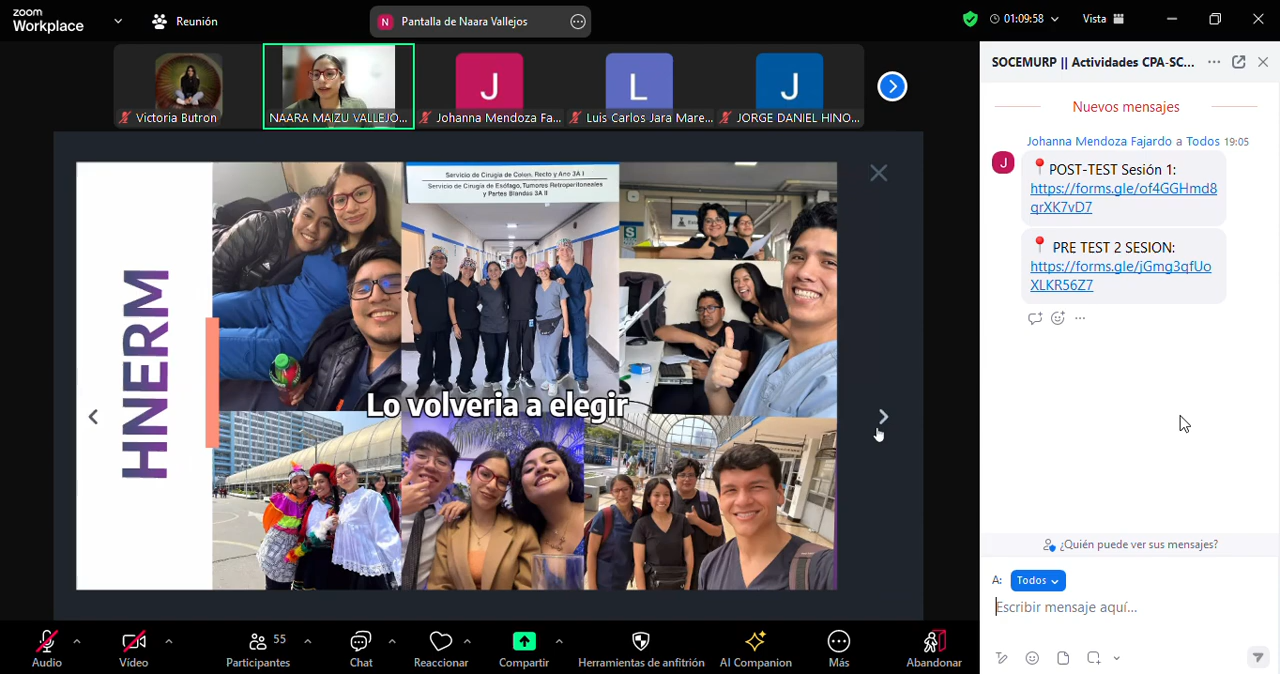 zoom
Workplace
Reunión
N
Pantalla de Naara Vallejos
01:09:58
Vista
Victoria Butron
NAARA MAIZU VALLEJO...
J
Johanna Mendoza Fa...
L
Luis Carlos Jara Mare...
J
JORGE DANIEL HINO...
HNERM
Servicio de Cirugía de Colon, Recto y Ano 3A I
Servicio de Cirugía de Esófago, Tumores Retroperitoneales
y Partes Blandas 3A II
Lo volveria a elegir
SOCEMURP || Actividades CPA-SC...
Nuevos mensajes
Johanna Mendoza Fajardo a Todos 19:05
J
📍POST-TEST Sesión 1:
https://forms.gle/of4GGHmd8
qrXK7vD7
📍 PRE TEST 2 SESION:
https://forms.gle/jGmg3qfUo
XLKR56Z7
¿Quién puede ver sus mensajes?
A: Todos
Escribir mensaje aquí...
Audio
Vídeo
55
Participantes
Chat
Reaccionar
Compartir
Herramientas de anfitrión
AI Companion
Más
Abandonar